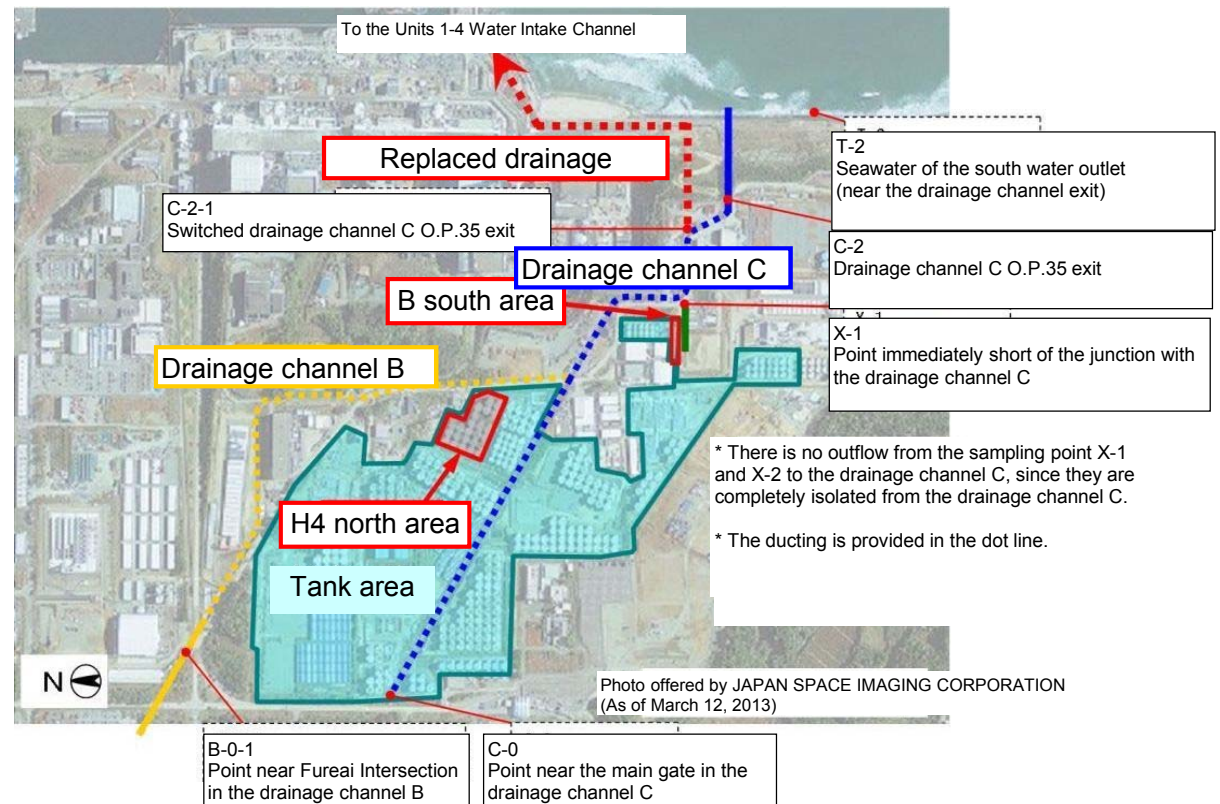 To the Units 1-4 Water Intake Channel
Replaced drainage
T-2
Seawater of the south water outlet
(near the drainage channel exit)
C-2-1
Switched drainage channel C O.P.35 exit
C-2
Drainage channel C O.P.35 exit
Drainage channel C
B south area
X-1
Point immediately short of the junction with
the drainage channel C
Drainage channel B
* There is no outflow from the sampling point X-1
and X-2 to the drainage channel C, since they are
completely isolated from the drainage channel C.
* The ducting is provided in the dot line.
H4 north area
Tank area
N
Photo offered by JAPAN SPACE IMAGING CORPORATION
(As of March 12, 2013)
B-0-1
Point near Fureai Intersection
in the drainage channel B
C-0
Point near the main gate in the
drainage channel C